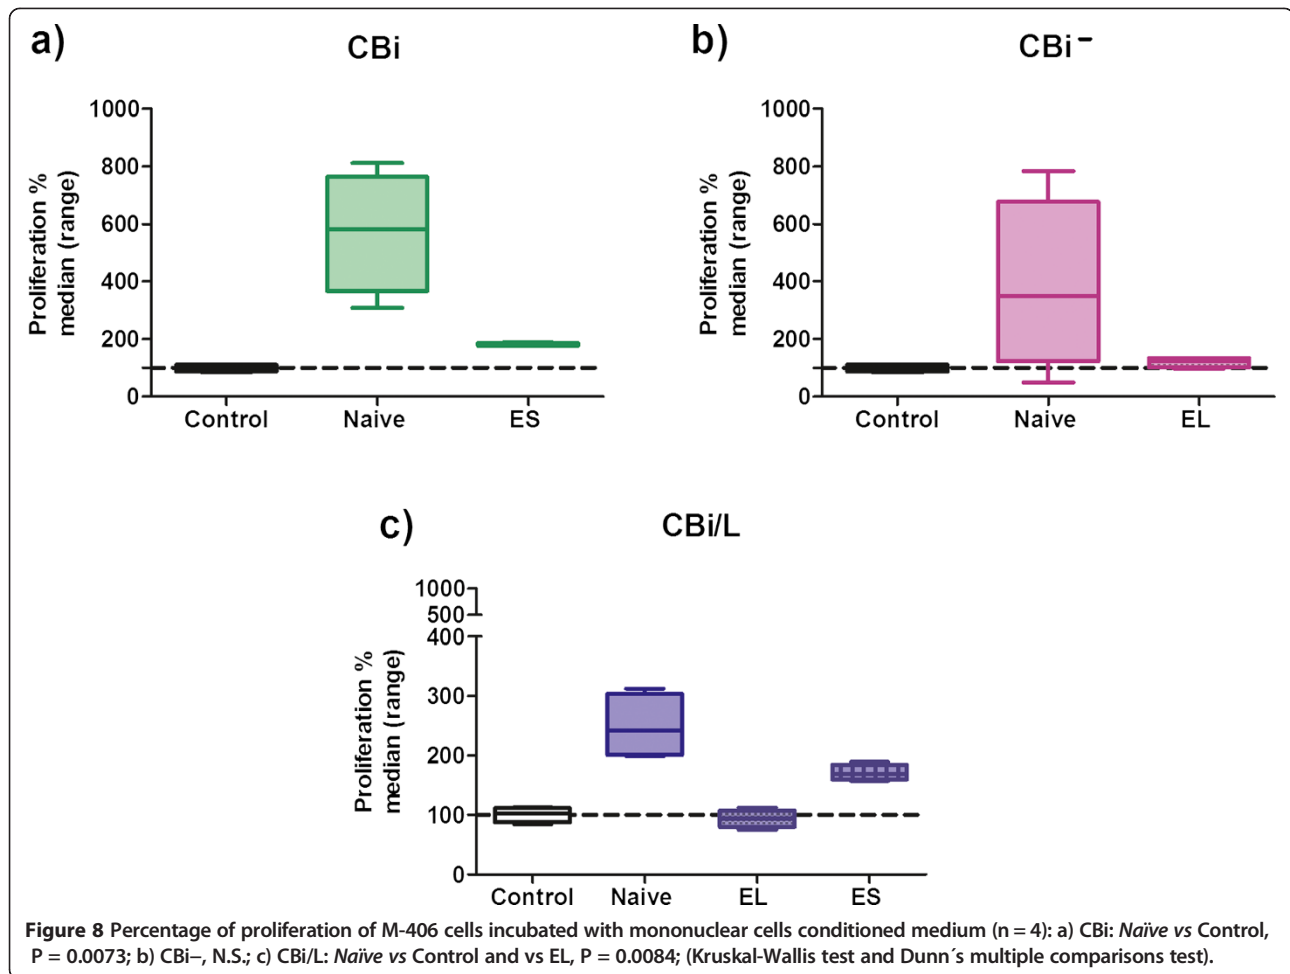 a)
CBi
Proliferation %
median (range)
1000
800
600
400
200
0
Control Naive ES
b)
CBi⁻
Proliferation %
median (range)
1000
800
600
400
200
0
Control Naive EL
c)
CBi/L
Proliferation %
median (range)
1000
500
400
300
200
100
0
Control Naive EL ES
Figure 8 Percentage of proliferation of M-406 cells incubated with mononuclear cells conditioned medium (n = 4): a) CBi: Naïve vs Control,
P = 0.0073; b) CBi−, N.S.; c) CBi/L: Naïve vs Control and vs EL, P = 0.0084; (Kruskal-Wallis test and Dunn´s multiple comparisons test).